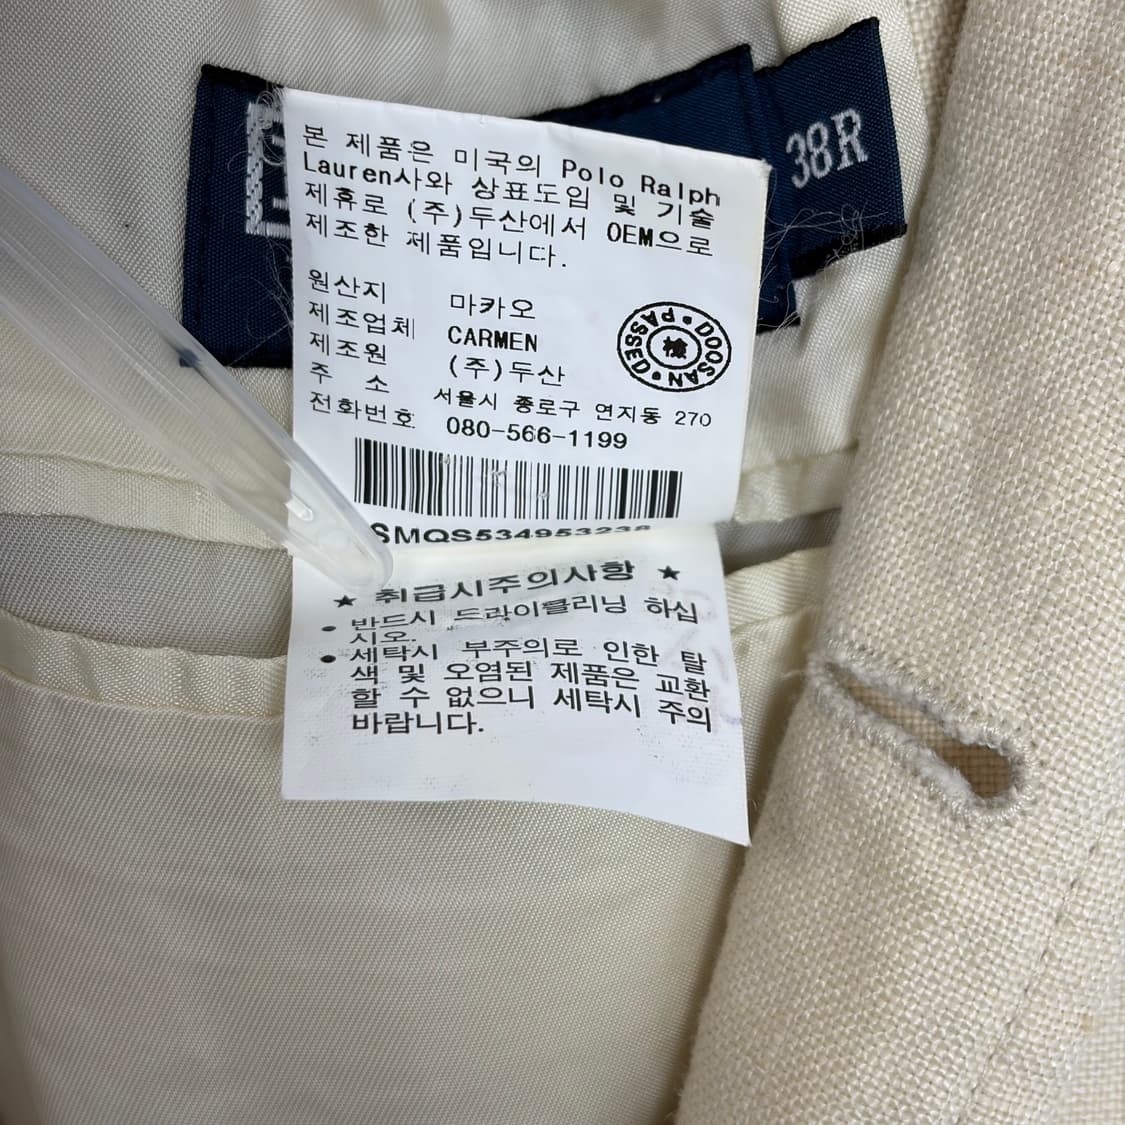 38R
본 제품은 미국의 Polo Ralph
Lauren사와 상표도입 및 기술
제휴로 (주)두산에서 OEM으로
제조한 제품입니다.
원산지 마카오
제조업체 CARMEN
제조원 (주)두산
주 소 서울시 종로구 연지동 270
전화번호 080-566-1199
DOOSAN • PASSED •
檢
SMQS534953238
★ 취급시주의사항 ★
• 반드시 드라이클리닝 하십
시오.
• 세탁시 부주의로 인한 탈
색 및 오염된 제품은 교환
할 수 없으니 세탁시 주의
바랍니다.